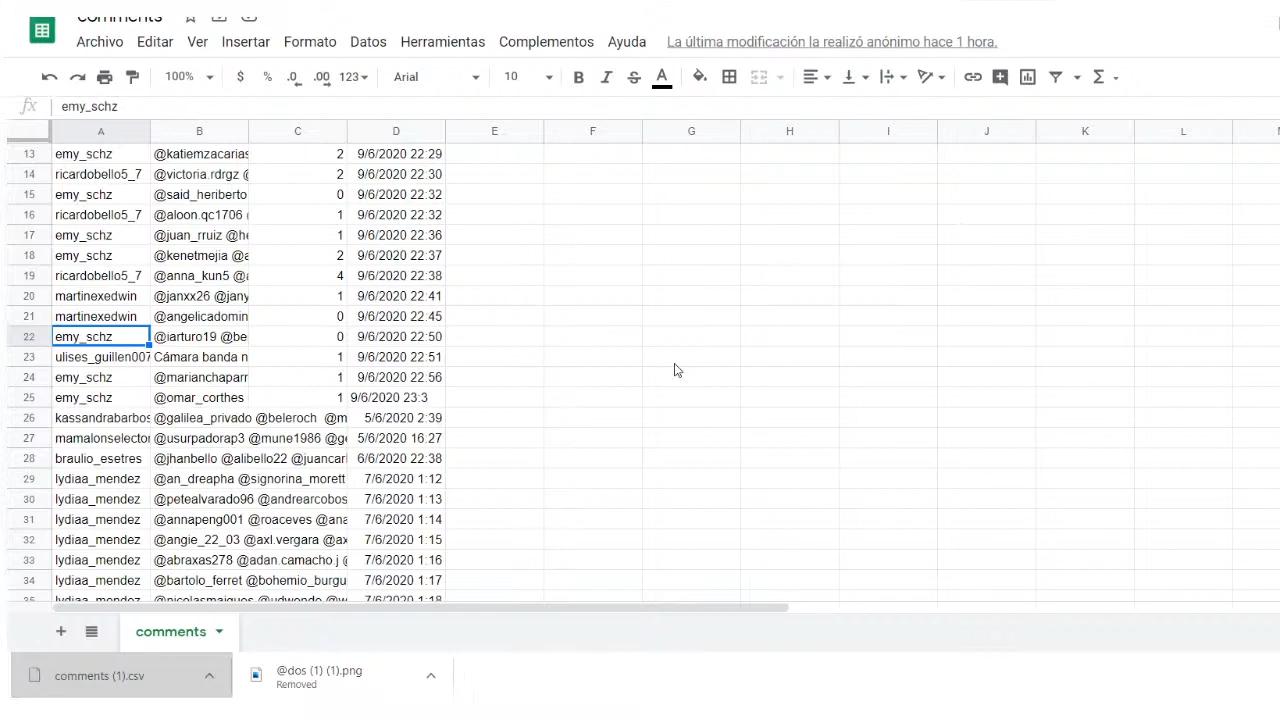 comments
Archivo Editar Ver Insertar Formato Datos Herramientas Complementos Ayuda La última modificación la realizó anónimo hace 1 hora.
100% $ % .0 .00 123 Arial 10 B I S A Σ
fx emy_schz
A B C D E F G H I J K L
13 emy_schz @katiemzacarias 2 9/6/2020 22:29
14 ricardobello5_7 @victoria.rdrgz @ 2 9/6/2020 22:30
15 emy_schz @said_heriberto 0 9/6/2020 22:32
16 ricardobello5_7 @aloon.qc1706 1 9/6/2020 22:32
17 emy_schz @juan_rruiz @he 1 9/6/2020 22:36
18 emy_schz @kenetmejia @a 2 9/6/2020 22:37
19 ricardobello5_7 @anna_kun5 @a 4 9/6/2020 22:38
20 martinexedwin @janxx26 @jany 1 9/6/2020 22:41
21 martinexedwin @angelicadomin 0 9/6/2020 22:45
22 emy_schz @iarturo19 @be 0 9/6/2020 22:50
23 ulises_guillen007 Cámara banda n 1 9/6/2020 22:51
24 emy_schz @marianchaparr 1 9/6/2020 22:56
25 emy_schz @omar_corthes 1 9/6/2020 23:3
26 kassandrabarbos @galilea_privado @beleroch @m 5/6/2020 2:39
27 mamalonselector @usurpadorap3 @mune1986 @ge 5/6/2020 16:27
28 braulio_esetres @jhanbello @alibello22 @juancar 6/6/2020 22:38
29 lydiaa_mendez @an_dreapha @signorina_morett 7/6/2020 1:12
30 lydiaa_mendez @petealvarado96 @andrearcobos 7/6/2020 1:13
31 lydiaa_mendez @annapeng001 @roaceves @ana 7/6/2020 1:14
32 lydiaa_mendez @angie_22_03 @axl.vergara @ax 7/6/2020 1:15
33 lydiaa_mendez @abraxas278 @adan.camacho.j 7/6/2020 1:16
34 lydiaa_mendez @bartolo_ferret @bohemio_burgu 7/6/2020 1:17
35 lydiaa_mendez 7/6/2020 1:18
+ comments
comments (1).csv @dos (1) (1).png
Removed